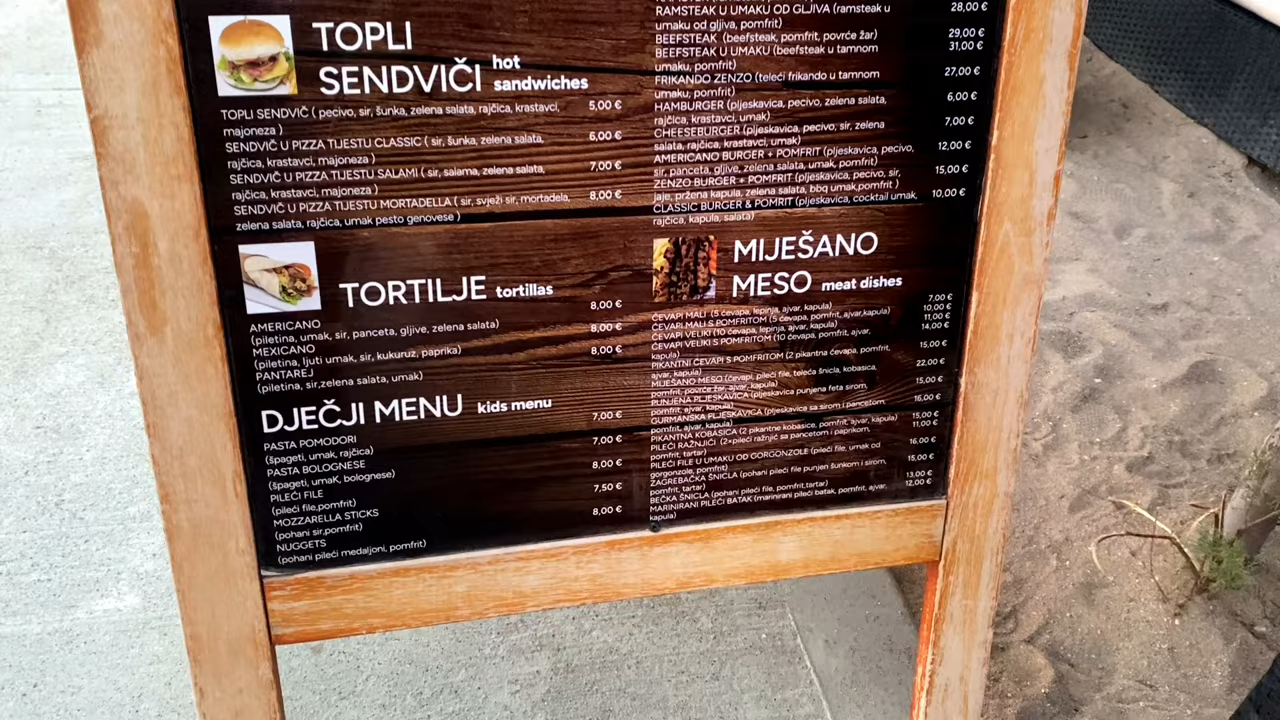 TOPLI
SENDVIČI hot sandwiches
TOPLI SENDVIČ ( pecivo, sir, šunka, zelena salata, rajčica, krastavci, 5,00 €
majoneza )
SENDVIČ U PIZZA TIJESTU CLASSIC ( sir, šunka, zelena salata, 6,00 €
rajčica, krastavci, majoneza )
SENDVIČ U PIZZA TIJESTU SALAMI ( sir, salama, zelena salata, 7,00 €
rajčica, krastavci, majoneza )
SENDVIČ U PIZZA TIJESTU MORTADELLA ( sir, svježi sir, mortadela, 8,00 €
zelena salata, rajčica, umak pesto genovese )
TORTILJE tortillas
AMERICANO 8,00 €
(piletina, umak, sir, panceta, gljive, zelena salata)
MEXICANO 8,00 €
(piletina, ljuti umak, sir, kukuruz, paprika)
PANTAREJ 8,00 €
(piletina, sir,zelena salata, umak)
DJEČJI MENU kids menu
PASTA POMODORI 7,00 €
(špageti, umak, rajčica)
PASTA BOLOGNESE 7,00 €
(špageti, umak, bolognese)
PILEĆI FILE 8,00 €
(pileći file,pomfrit)
MOZZARELLA STICKS 7,50 €
(pohani sir,pomfrit)
NUGGETS 8,00 €
(pohani pileći medaljoni, pomfrit)
RAMSTEAK U UMAKU OD GLJIVA (ramsteak u 28,00 €
umaku od gljiva, pomfrit)
BEEFSTEAK (beefsteak, pomfrit, povrće žar) 29,00 €
BEEFSTEAK U UMAKU (beefsteak u tamnom 31,00 €
umaku, pomfrit)
FRIKANDO ZENZO (teleći frikando u tamnom 27,00 €
umaku, pomfrit)
HAMBURGER (pljeskavica, pecivo, zelena salata, 6,00 €
rajčica, krastavci, umak)
CHEESEBURGER (pljeskavica, pecivo, sir, zelena 7,00 €
salata, rajčica, krastavci, umak)
AMERICANO BURGER + POMFRIT (pljeskavica, pecivo, 12,00 €
sir, panceta, gljive, zelena salata, umak, pomfrit)
ZENZO BURGER + POMFRIT (pljeskavica, pecivo, sir, 15,00 €
jaje, pržena kapula, zelena salata, bbq umak,pomfrit )
CLASSIC BURGER & POMRIT (pljeskavica, cocktail umak, 10,00 €
rajčica, kapula, salata)
MIJEŠANO
MESO meat dishes
ČEVAPI MALI (5 ćevapa, lepinja, ajvar, kapula) 7,00 €
ČEVAPI MALI S POMFRITOM (5 ćevapa, pomfrit, ajvar,kapula) 10,00 €
ČEVAPI VELIKI (10 ćevapa, lepinja, ajvar, kapula) 11,00 €
ČEVAPI VELIKI S POMFRITOM (10 ćevapa, pomfrit, ajvar, 14,00 €
kapula)
PIKANTNI ČEVAPI S POMFRITOM (2 pikantna ćevapa, pomfrit, 15,00 €
ajvar, kapula)
MIJEŠANO MESO (ćevapi, pileći file, teleća šnicla, kobasica, 22,00 €
pomfrit, povrće žar, ajvar, kapula)
PUNJENA PLJESKAVICA (pljeskavica punjena feta sirom, 15,00 €
pomfrit, ajvar, kapula)
GURMANSKA PLJESKAVICA (pljeskavica sa sirom i pancetom, 16,00 €
pomfrit, ajvar, kapula)
PIKANTNA KOBASICA (2 pikantne kobasice, pomfrit, ajvar, kapula) 15,00 €
PILEĆI RAŽNJIĆI (2×pileći ražnjić sa pancetom i paprikom, 11,00 €
pomfrit, tartar)
PILEĆI FILE U UMAKU OD GORGONZOLE (pileći file, umak od 16,00 €
gorgonzole, pomfrit)
ZAGREBAČKA ŠNICLA (pohani pileći file punjen šunkom i sirom, 15,00 €
pomfrit, tartar)
BEČKA ŠNICLA (pohani pileći file, pomfrit,tartar) 13,00 €
MARINIRANI PILEĆI BATAK (marinirani pileći batak, pomfrit, ajvar, 12,00 €
kapula)